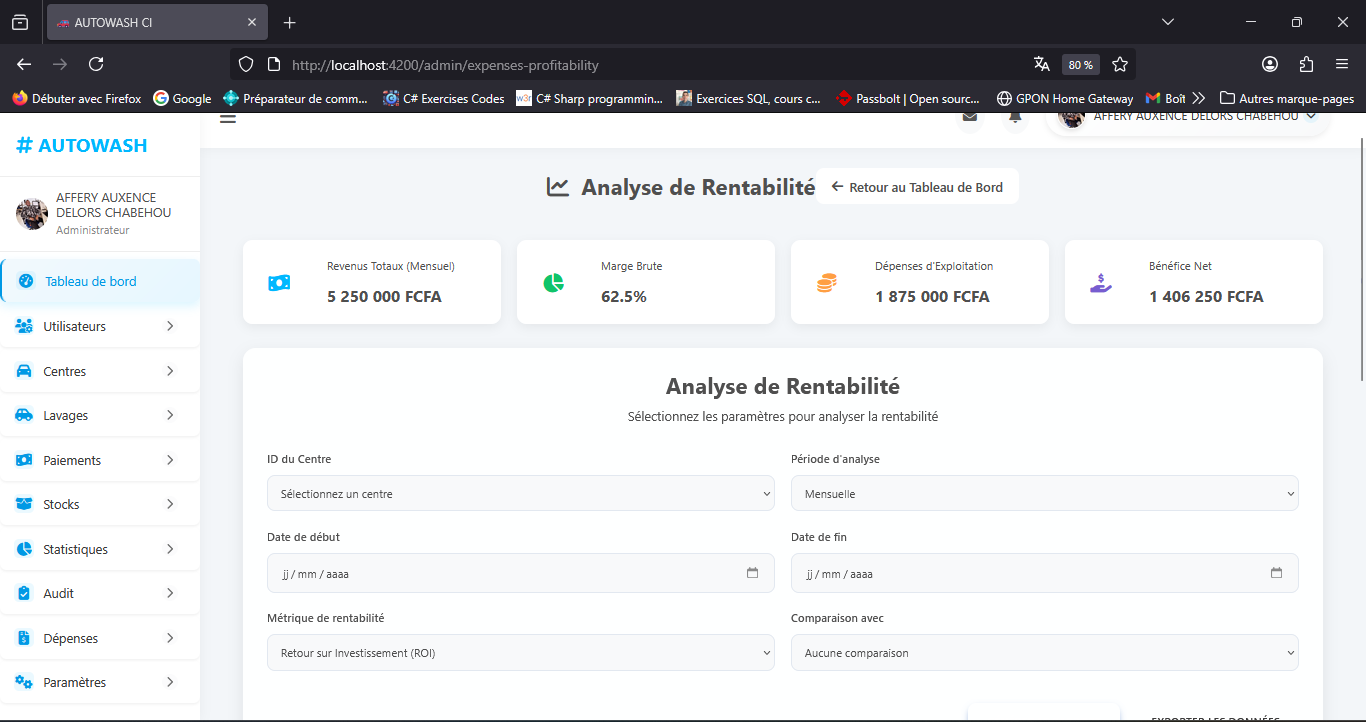 AUTOWASH CI
http://localhost:4200/admin/expenses-profitability
80 %
Débuter avec Firefox
Google
Préparateur de comm...
C# Exercises Codes
w3r
C# Sharp programmin...
Exercices SQL, cours c...
Passbolt | Open sourc...
GPON Home Gateway
Boît
Autres marque-pages
# AUTOWASH
AFFERY AUXENCE DELORS CHABEHOU
AFFERY AUXENCE
DELORS CHABEHOU
Administrateur
Tableau de bord
Utilisateurs
Centres
Lavages
Paiements
Stocks
Statistiques
Audit
Dépenses
Paramètres
Analyse de Rentabilité
← Retour au Tableau de Bord
Revenus Totaux (Mensuel)
5 250 000 FCFA
Marge Brute
62.5%
Dépenses d'Exploitation
1 875 000 FCFA
Bénéfice Net
1 406 250 FCFA
Analyse de Rentabilité
Sélectionnez les paramètres pour analyser la rentabilité
ID du Centre
Sélectionnez un centre
Période d'analyse
Mensuelle
Date de début
jj / mm / aaaa
Date de fin
jj / mm / aaaa
Métrique de rentabilité
Retour sur Investissement (ROI)
Comparaison avec
Aucune comparaison
EXPORTER LES DONNÉES